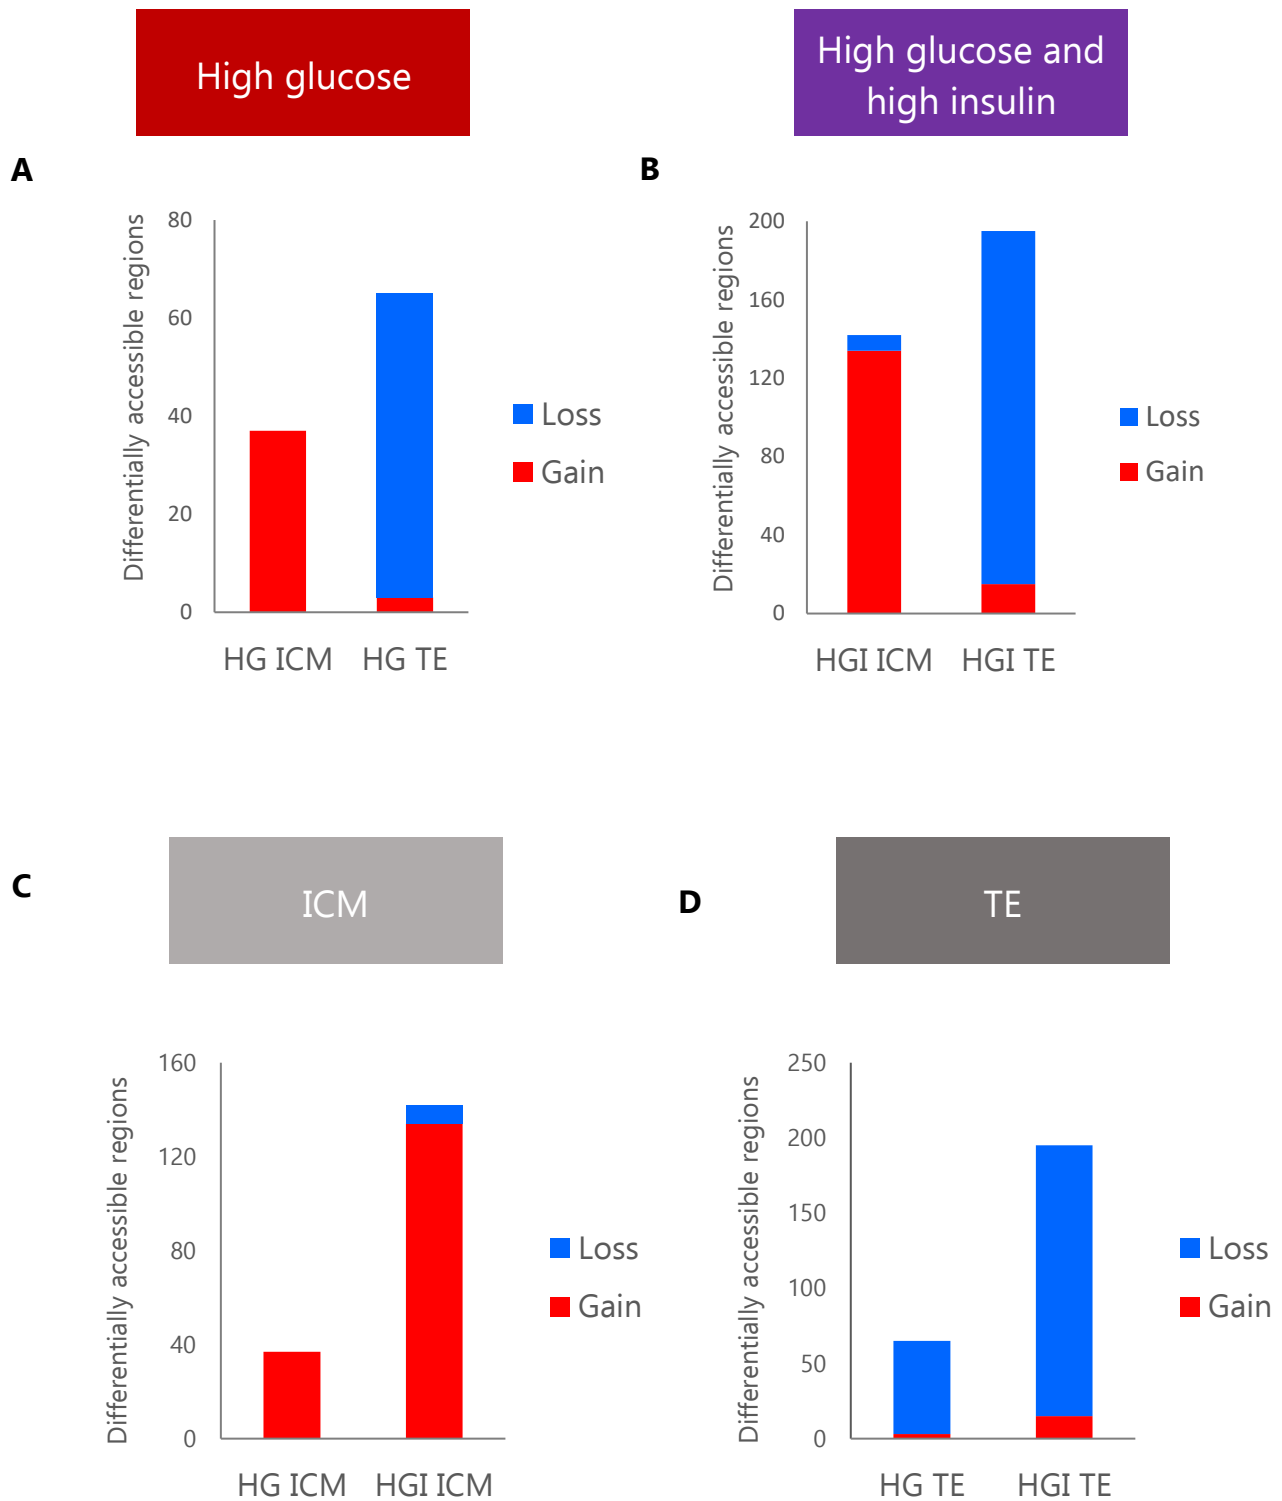 High glucose
High glucose and
high insulin
A
B
Differentially accessible regions
80
60
40
20
0
HG ICM
HG TE
Loss
Gain
Differentially accessible regions
200
160
120
80
40
0
HGI ICM
HGI TE
Loss
Gain
C
ICM
D
TE
Differentially accessible regions
160
120
80
40
0
HG ICM
HGI ICM
Loss
Gain
Differentially accessible regions
250
200
150
100
50
0
HG TE
HGI TE
Loss
Gain